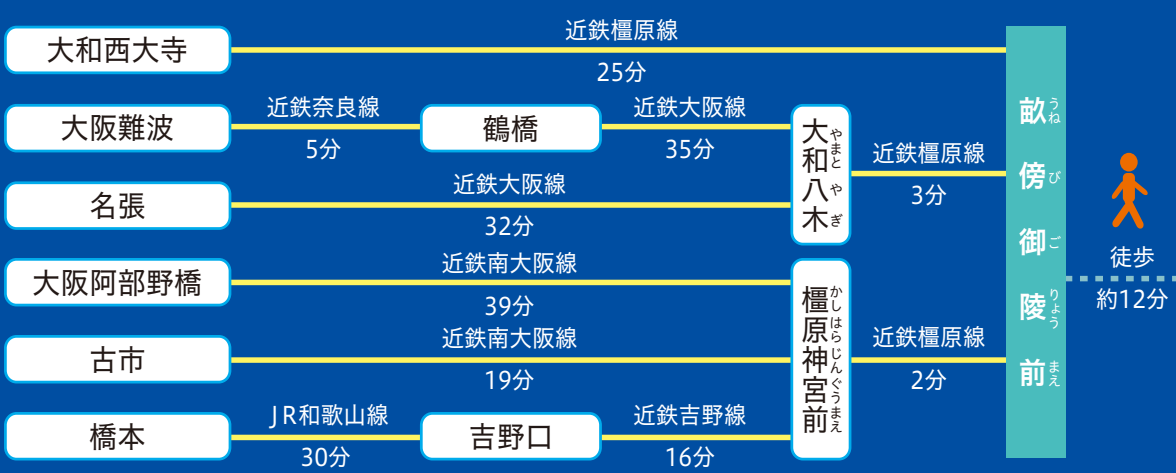 大和西大寺
近鉄橿原線
25分
大阪難波
近鉄奈良線
5分
鶴橋
近鉄大阪線
35分
名張
近鉄大阪線
32分
大和八木
やまと や ぎ
近鉄橿原線
3分
大阪阿部野橋
近鉄南大阪線
39分
古市
近鉄南大阪線
19分
橋本
JR和歌山線
30分
吉野口
近鉄吉野線
16分
橿原神宮前
かしはらじんぐうまえ
近鉄橿原線
2分
畝傍御陵前
うね び ご りょう まえ
徒歩
約12分